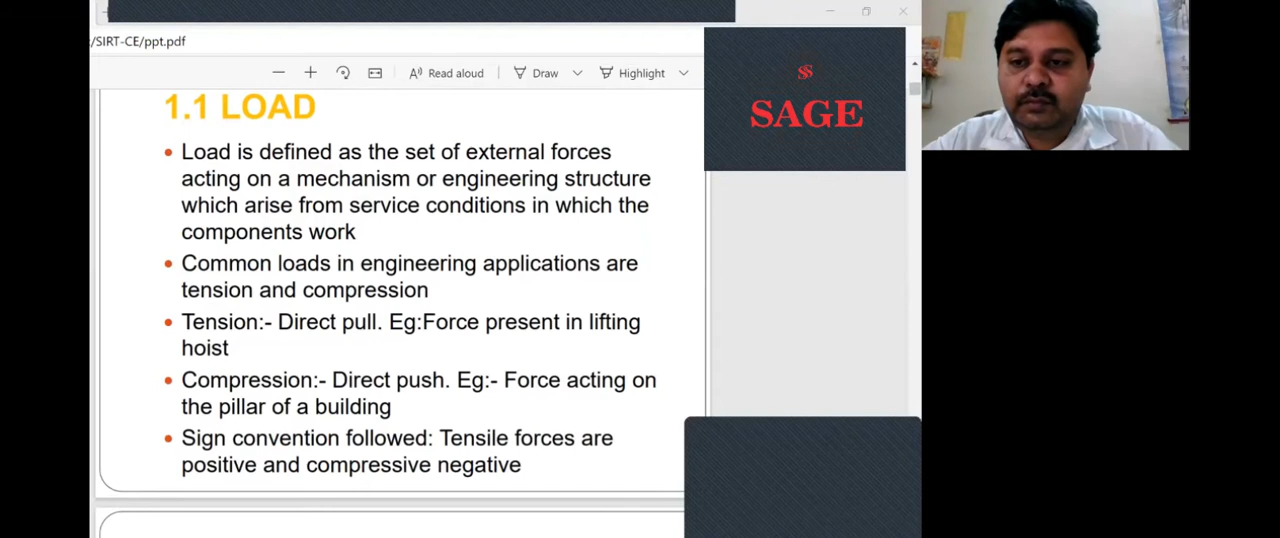 /SIRT-CE/ppt.pdf
Read aloud
Draw
Highlight
SS
SAGE
1.1 LOAD
• Load is defined as the set of external forces
acting on a mechanism or engineering structure
which arise from service conditions in which the
components work
• Common loads in engineering applications are
tension and compression
• Tension:- Direct pull. Eg:Force present in lifting
hoist
• Compression:- Direct push. Eg:- Force acting on
the pillar of a building
• Sign convention followed: Tensile forces are
positive and compressive negative